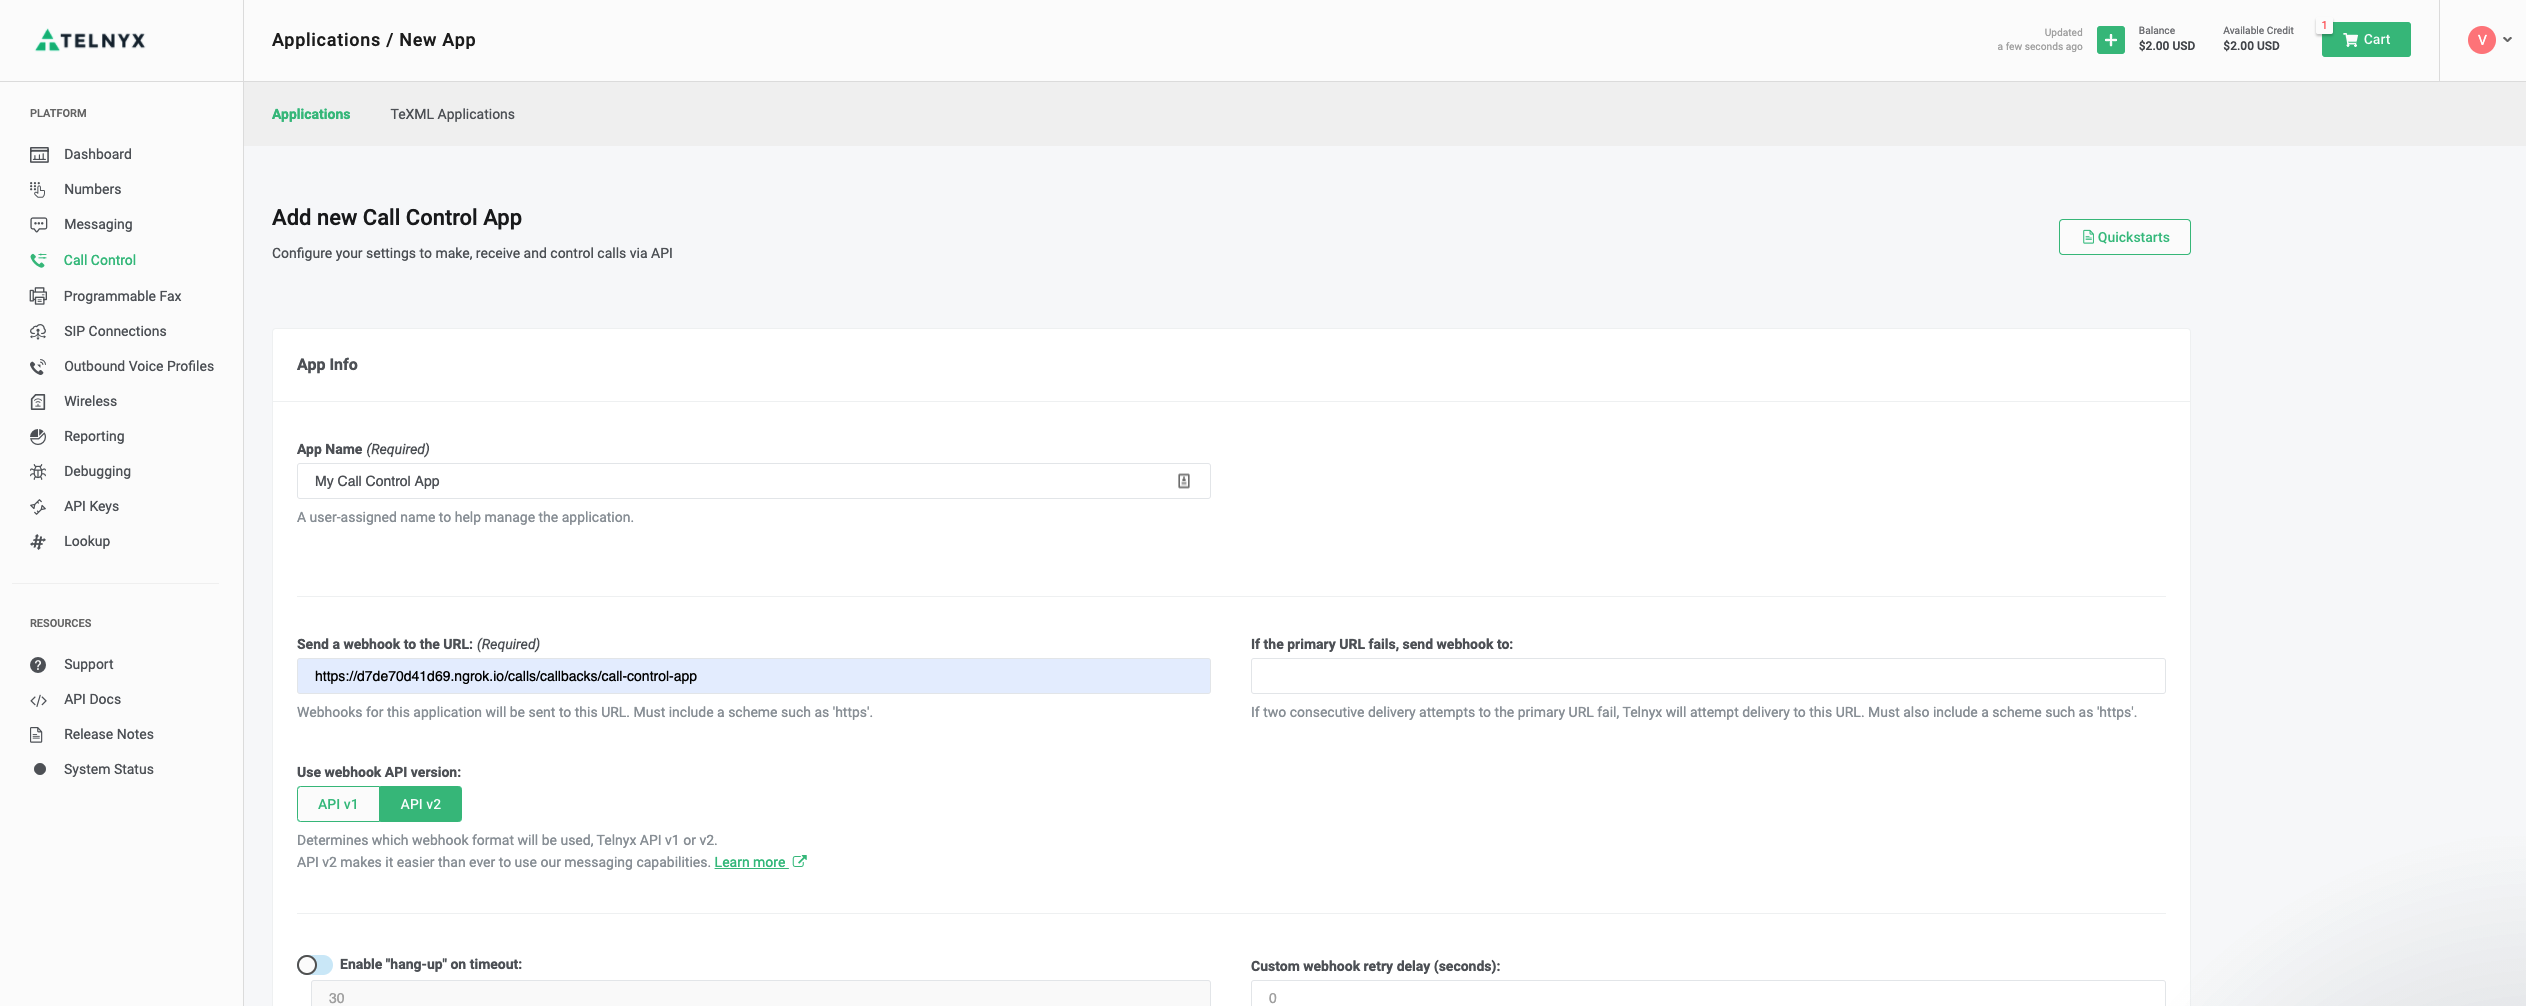 TELNYX
Applications / New App
Updated
a few seconds ago
Balance
$2.00 USD
Available Credit
$2.00 USD
1
Cart
V
PLATFORM
Dashboard
Numbers
Messaging
Call Control
Programmable Fax
SIP Connections
Outbound Voice Profiles
Wireless
Reporting
Debugging
API Keys
Lookup
RESOURCES
Support
API Docs
Release Notes
System Status
Applications
TeXML Applications
Add new Call Control App
Configure your settings to make, receive and control calls via API
Quickstarts
App Info
App Name (Required)
My Call Control App
A user-assigned name to help manage the application.
Send a webhook to the URL: (Required)
https://d7de70d41d69.ngrok.io/calls/callbacks/call-control-app
Webhooks for this application will be sent to this URL. Must include a scheme such as 'https'.
If the primary URL fails, send webhook to:
If two consecutive delivery attempts to the primary URL fail, Telnyx will attempt delivery to this URL. Must also include a scheme such as 'https'.
Use webhook API version:
API v1
API v2
Determines which webhook format will be used, Telnyx API v1 or v2.
API v2 makes it easier than ever to use our messaging capabilities. Learn more
Enable "hang-up" on timeout:
30
Custom webhook retry delay (seconds):
0